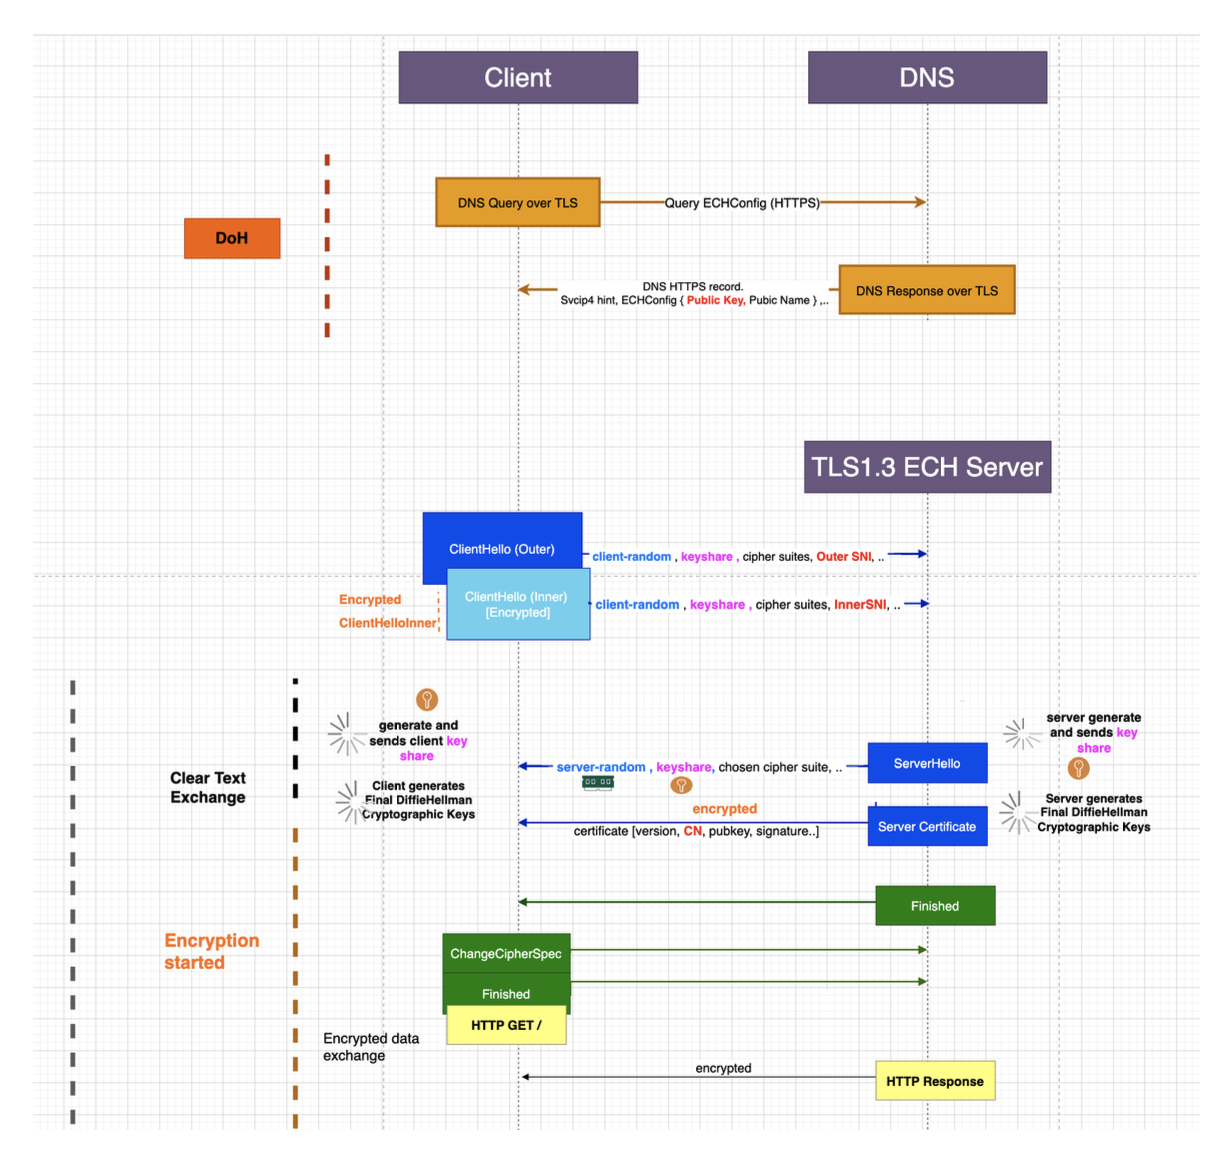 Client
DNS
DNS Query over TLS
Query ECHConfig (HTTPS)
DoH
DNS HTTPS record.
Svcip4 hint, ECHConfig { Public Key, Pubic Name } ,..
DNS Response over TLS
TLS1.3 ECH Server
ClientHello (Outer)
client-random , keyshare , cipher suites, Outer SNI, ..
Encrypted
ClientHelloInner
ClientHello (Inner)
[Encrypted]
client-random , keyshare , cipher suites, InnerSNI, ..
generate and
sends client key
share
server generate
and sends key
share
Clear Text
Exchange
server-random , keyshare, chosen cipher suite, ..
ServerHello
Client generates
Final DiffieHellman
Cryptographic Keys
encrypted
certificate [version, CN, pubkey, signature..]
Server Certificate
Server generates
Final DiffieHellman
Cryptographic Keys
Finished
Encryption
started
ChangeCipherSpec
Finished
HTTP GET /
Encrypted data
exchange
encrypted
HTTP Response